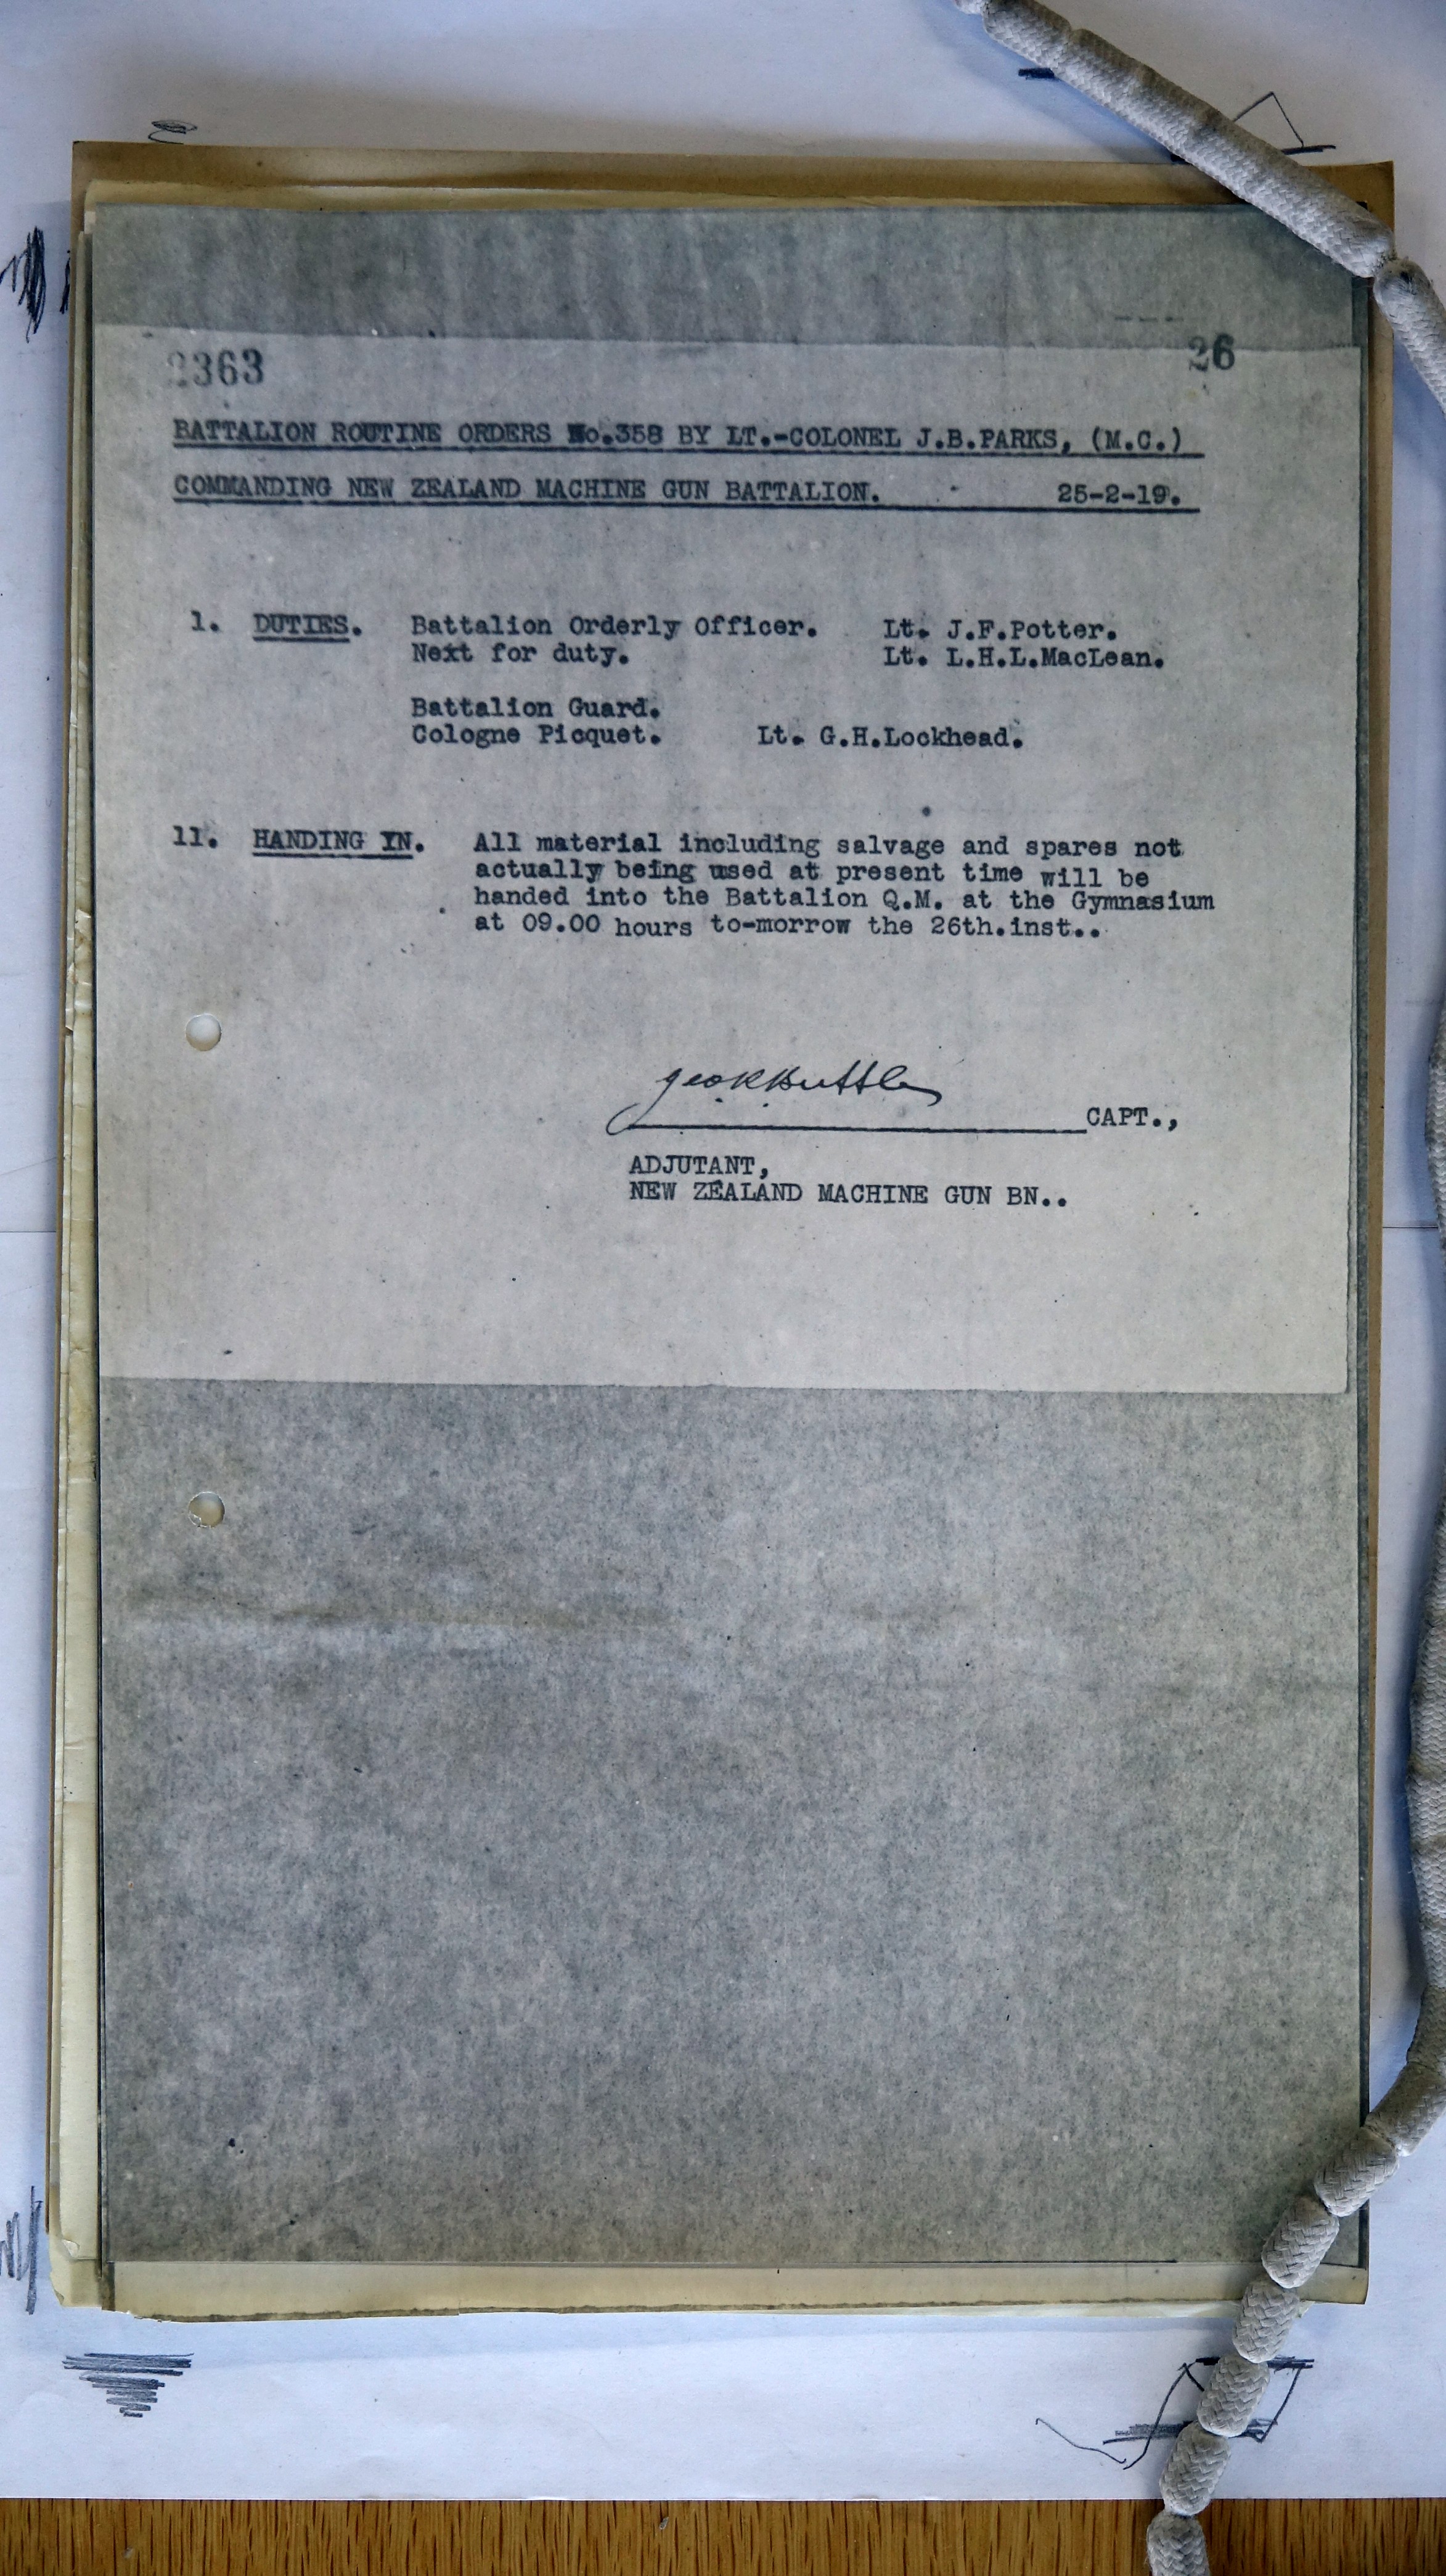 2363
26
BATTALION ROUTINE ORDERS No.358 BY LT.-COLONEL J.B.PARKS, (M.C.)
COMMANDING NEW ZEALAND MACHINE GUN BATTALION. 25-2-19.
1. DUTIES. Battalion Orderly Officer. Lt. J.F.Potter.
Next for duty. Lt. L.H.L.MacLean.
Battalion Guard.
Cologne Picquet. Lt. G.H.Lockhead.
11. HANDING IN. All material including salvage and spares not
actually being used at present time will be
handed into the Battalion Q.M. at the Gymnasium
at 09.00 hours to-morrow the 26th.inst..
CAPT.,
ADJUTANT,
NEW ZEALAND MACHINE GUN BN..